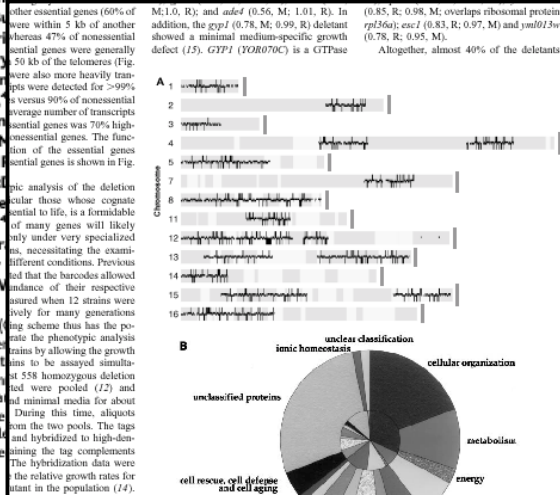 other essential genes (60% of
were within 5 kb of another
whereas 47% of nonessential
sential genes were generally
50 kb of the telomeres (Fig.
were also more heavily tran-
ipts were detected for >99%
s versus 90% of nonessential
average number of transcripts
ssential genes was 70% high-
onessential genes. The func-
tion of the essential genes
sential genes is shown in Fig.
pic analysis of the deletion
cular those whose cognate
sential to life, is a formidable
of many genes will likely
only under very specialized
ns, necessitating the exami-
different conditions. Previous
ted that the barcodes allowed
undance of their respective
asured when 12 strains were
tively for many generations
ing scheme thus has the po-
rate the phenotypic analysis
trains by allowing the growth
ains to be assayed simulta-
st 558 homozygous deletion
ted were pooled (12) and
nd minimal media for about
During this time, aliquots
rom the two pools. The tags
and hybridized to high-den-
aining the tag complements
The hybridization data were
the relative growth rates for
utant in the population (14).
M;1.0, R); and ade4 (0.56, M; 1.01, R). In
addition, the gyp1 (0.78, M; 0.99, R) deletant
showed a minimal medium-specific growth
defect (15). GYP1 (YOR070C) is a GTPase
(0.85, R; 0.98, M; overlaps ribosomal protein
rpl36a); esc1 (0.83, R; 0.97, M) and yml013w
(0.78, R; 0.95, M).
Altogether, almost 40% of the deletants
A
Chromosome
1
2
3
4
5
7
8
11
12
13
14
15
16
B
unclear classification
ionic homeostasis
cellular organization
unclassified proteins
metabolism
energy
cell rescue, cell defense
and cell aging